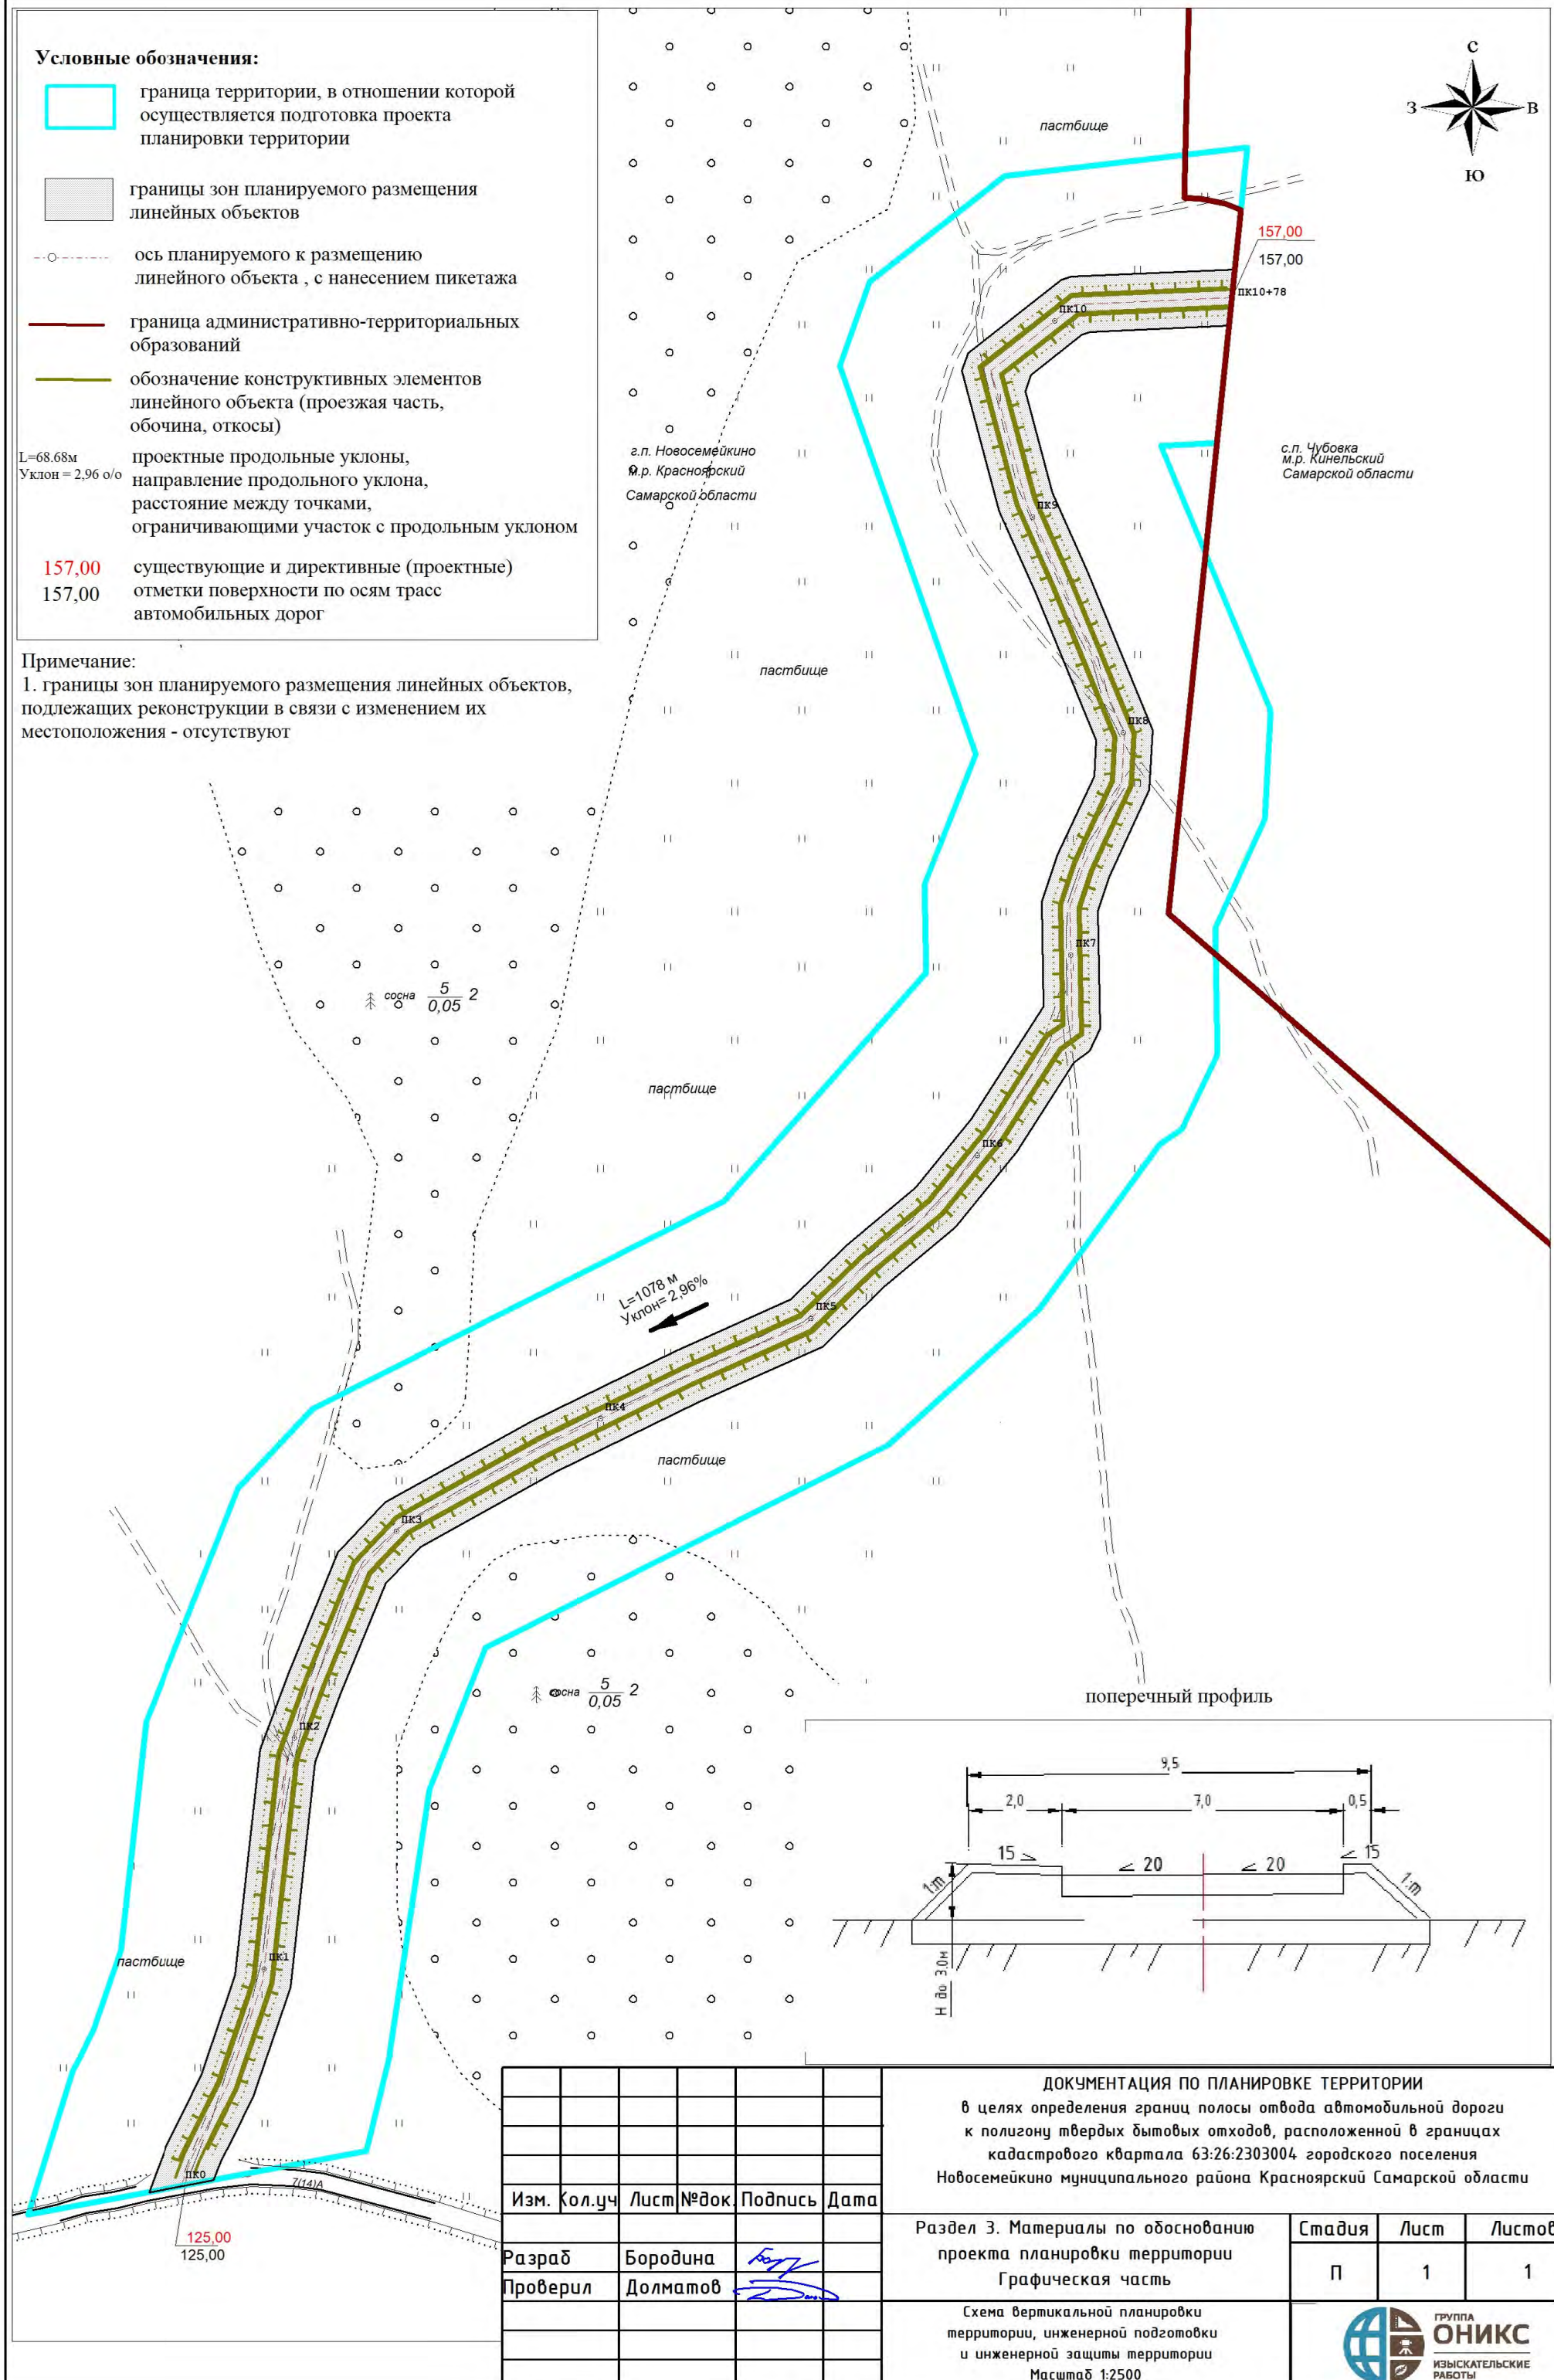 Условные обозначения:
граница территории, в отношении которой
осуществляется подготовка проекта
планировки территории
границы зон планируемого размещения
линейных объектов
ось планируемого к размещению
линейного объекта , с нанесением пикетажа
граница административно-территориальных
образований
обозначение конструктивных элементов
линейного объекта (проезжая часть,
обочина, откосы)
L=68.68м
Уклон = 2,96 о/о
проектные продольные уклоны,
направление продольного уклона,
расстояние между точками,
ограничивающими участок с продольным уклоном
157,00
157,00
существующие и директивные (проектные)
отметки поверхности по осям трасс
автомобильных дорог
Примечание:
1. границы зон планируемого размещения линейных объектов,
подлежащих реконструкции в связи с изменением их
местоположения - отсутствуют
С
З
В
Ю
пастбище
157,00
157,00
ПК10+78
ПК10
г.п. Новосемейкино
м.р. Красноярский
Самарской области
с.п. Чубовка
м.р. Кинельский
Самарской области
ПК9
пастбище
ПК8
ПК7
сосна 5 2
0,05
пастбище
ПК6
L=1078 м
Уклон= 2,96%
ПК5
ПК4
пастбище
ПК3
сосна 5 2
0,05
ПК2
ПК1
пастбище
ПК0
7(14)А
125,00
125,00
поперечный профиль
9,5
2,0
7,0
0,5
15
20
20
15
1:m
1:m
Н до 3.0м
ДОКУМЕНТАЦИЯ ПО ПЛАНИРОВКЕ ТЕРРИТОРИИ
в целях определения границ полосы отвода автомобильной дороги
к полигону твердых бытовых отходов, расположенной в границах
кадастрового квартала 63:26:2303004 городского поселения
Новосемейкино муниципального района Красноярский Самарской области
Изм. Кол.уч Лист №док. Подпись Дата
Разраб Бородина
Проверил Долматов
Раздел 3. Материалы по обоснованию
проекта планировки территории
Графическая часть
Стадия Лист Листов
П 1 1
Схема вертикальной планировки
территории, инженерной подготовки
и инженерной защиты территории
Масштаб 1:2500
ГРУППА
ОНИКС
ИЗЫСКАТЕЛЬСКИЕ
РАБОТЫ